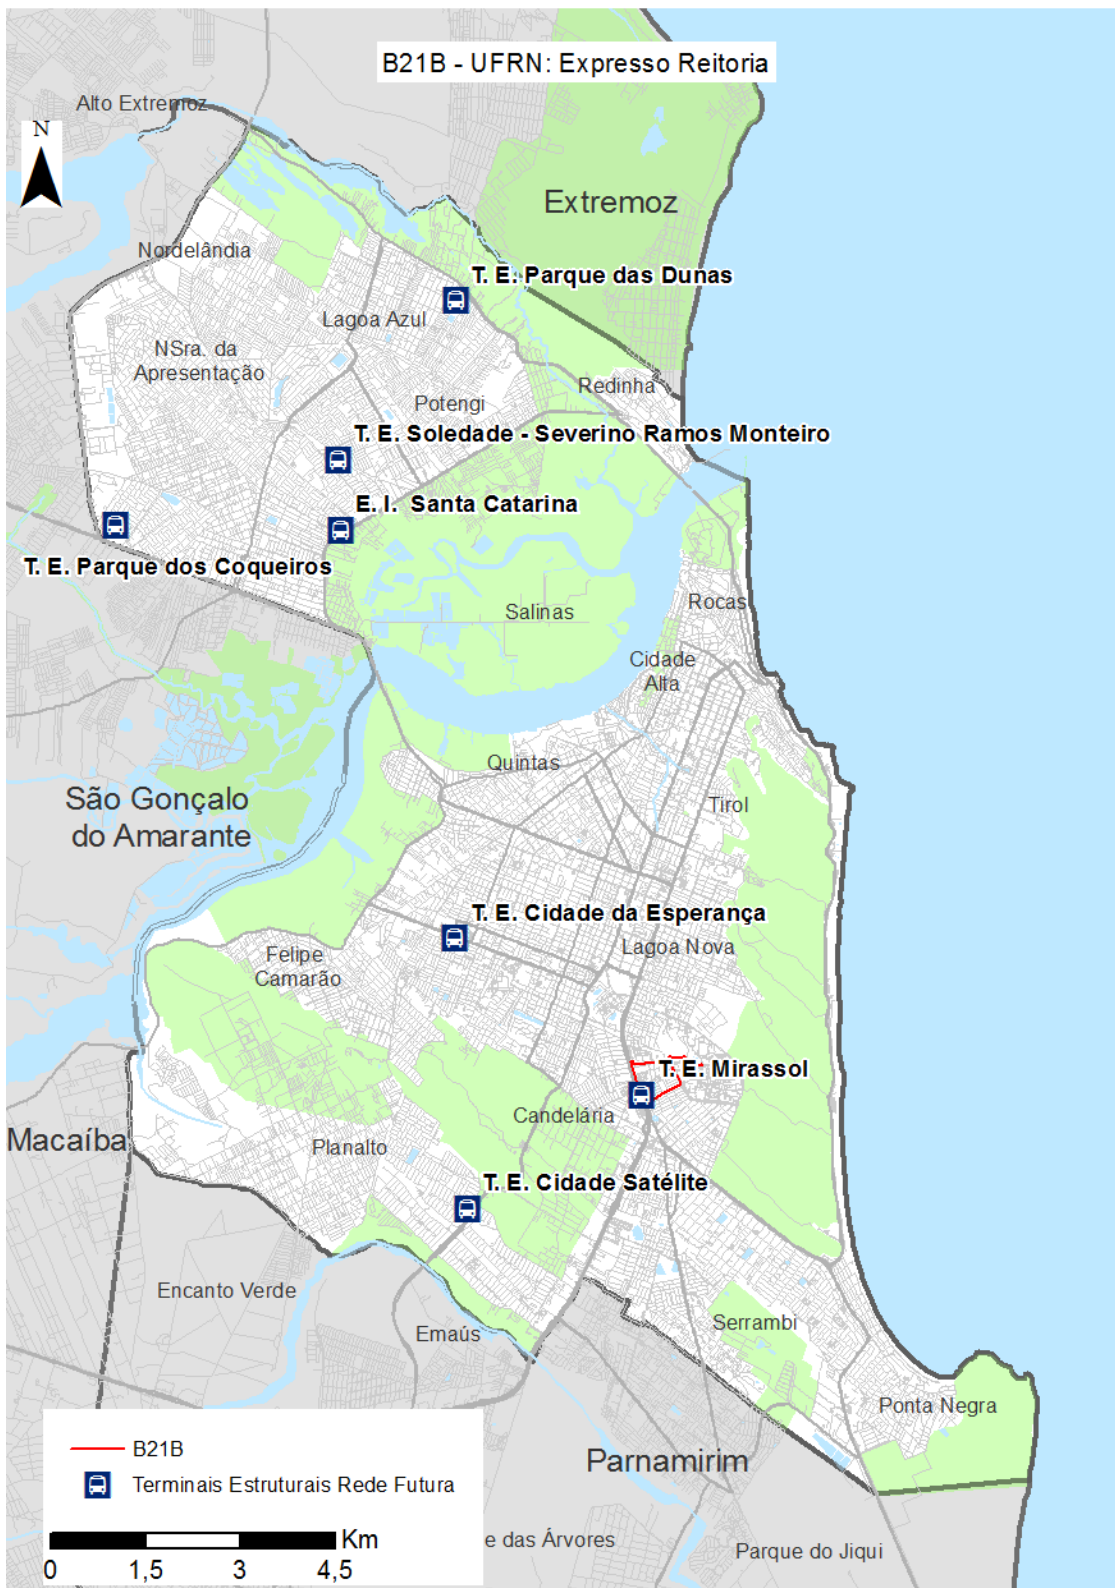 B21B - UFRN: Expresso Reitoria
Alto Extremoz
N
Extremoz
Nordelândia
T. E. Parque das Dunas
Lagoa Azul
NSra. da
Apresentação
Redinha
Potengi
T. E. Soledade - Severino Ramos Monteiro
E. I. Santa Catarina
T. E. Parque dos Coqueiros
Rocas
Salinas
Cidade
Alta
Quintas
São Gonçalo
do Amarante
Tirol
T. E. Cidade da Esperança
Lagoa Nova
Felipe
Camarão
T. E. Mirassol
Candelária
Macaíba
Planalto
T. E. Cidade Satélite
Encanto Verde
Emaús
Serrambi
Ponta Negra
Parnamirim
B21B
Terminais Estruturais Rede Futura
Km
0 1,5 3 4,5
e das Árvores
Parque do Jiqui